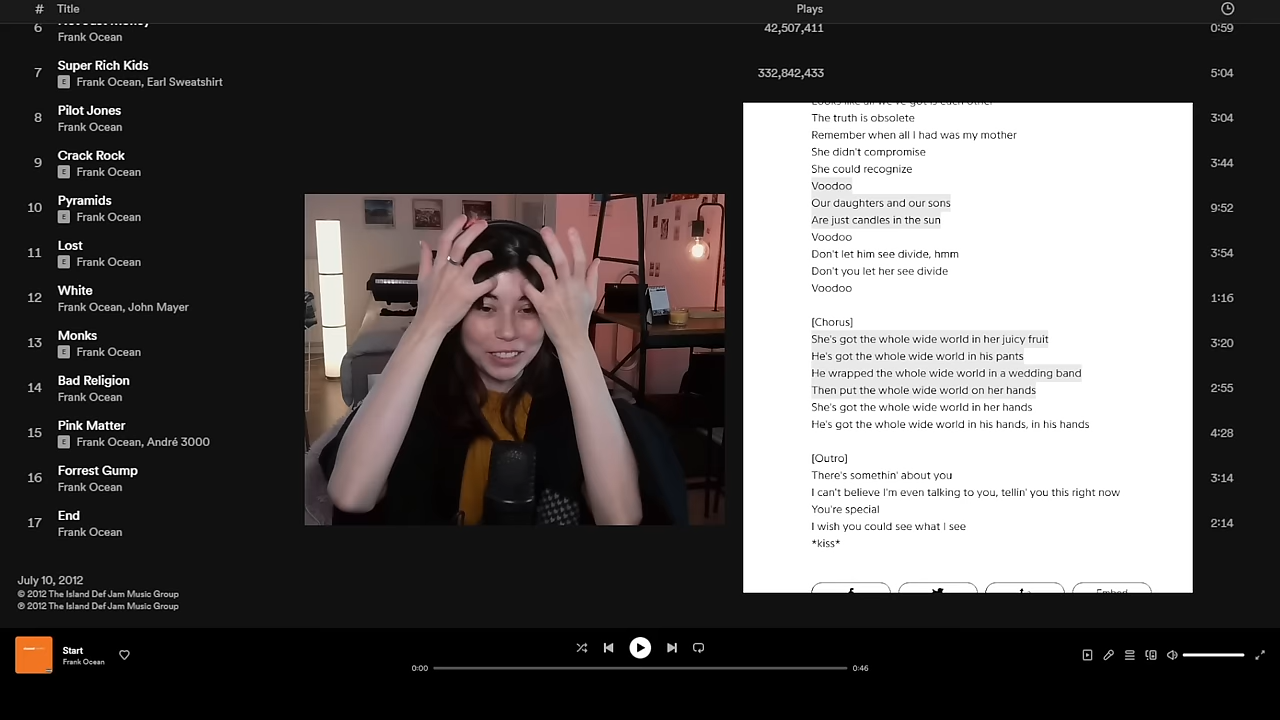 # Title Plays
6 42,507,411 0:59
Frank Ocean
7 Super Rich Kids 332,842,433 5:04
E Frank Ocean, Earl Sweatshirt
8 Pilot Jones 3:04
Frank Ocean
9 Crack Rock 3:44
E Frank Ocean
10 Pyramids 9:52
E Frank Ocean
11 Lost 3:54
E Frank Ocean
12 White 1:16
Frank Ocean, John Mayer
13 Monks 3:20
E Frank Ocean
14 Bad Religion 2:55
Frank Ocean
15 Pink Matter 4:28
E Frank Ocean, André 3000
16 Forrest Gump 3:14
Frank Ocean
17 End 2:14
Frank Ocean
July 10, 2012
© 2012 The Island Def Jam Music Group
℗ 2012 The Island Def Jam Music Group
Looks like all we've got is each other
The truth is obsolete
Remember when all I had was my mother
She didn't compromise
She could recognize
Voodoo
Our daughters and our sons
Are just candles in the sun
Voodoo
Don't let him see divide, hmm
Don't you let her see divide
Voodoo
[Chorus]
She's got the whole wide world in her juicy fruit
He's got the whole wide world in his pants
He wrapped the whole wide world in a wedding band
Then put the whole wide world on her hands
She's got the whole wide world in her hands
He's got the whole wide world in his hands, in his hands
[Outro]
There's somethin' about you
I can't believe I'm even talking to you, tellin' you this right now
You're special
I wish you could see what I see
*kiss*
Embed
Start
Frank Ocean
0:00 0:46